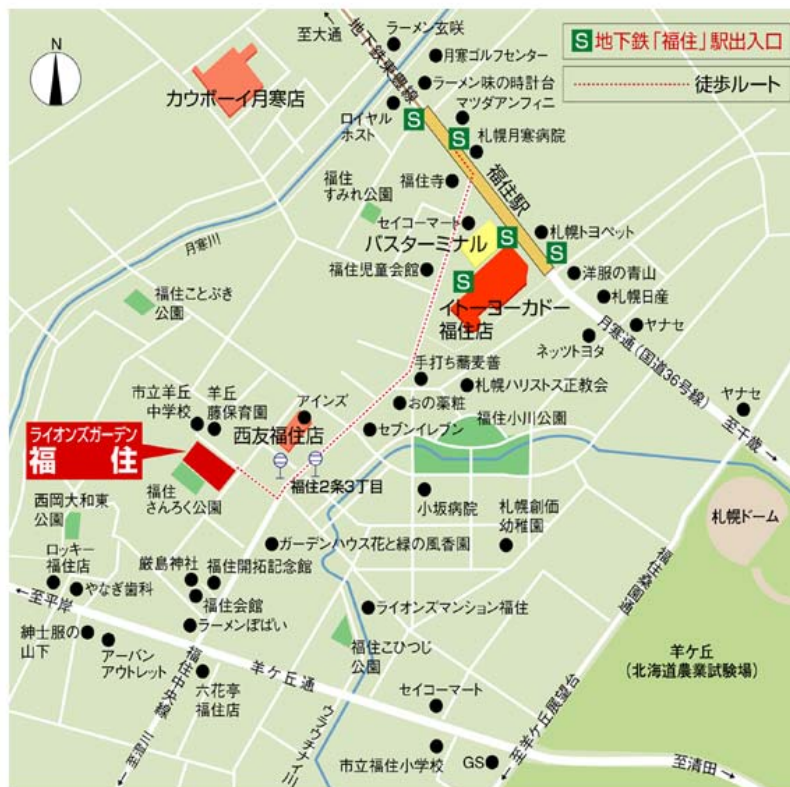 N
←至大通
地下鉄東豊線
ラーメン玄咲
月寒ゴルフセンター
ラーメン味の時計台
マツダアンフィニ
S 地下鉄「福住」駅出入口
徒歩ルート
カウボーイ月寒店
ロイヤル
ホスト
S
S
札幌月寒病院
福住
すみれ公園
福住寺
福住駅
セイコーマート
バスターミナル
S
札幌トヨペット
S
月寒川
福住児童会館
S
洋服の青山
イトーヨーカドー
福住店
札幌日産
ヤナセ
ネッツトヨタ
月寒通(国道36号線)
福住ことぶき
公園
手打ち蕎麦善
札幌ハリストス正教会
おの薬粧
ヤナセ
至千歳→
市立羊丘
中学校
羊丘
藤保育園
アインズ
西友福住店
セブンイレブン
福住小川公園
ライオンズガーデン
福住
福住
さんろく公園
福住2条3丁目
小坂病院
札幌創価
幼稚園
札幌ドーム
西岡大和東
公園
ガーデンハウス花と緑の風香園
福住桑園通
ロッキー
福住店
やなぎ歯科
厳島神社
福住開拓記念館
福住会館
ラーメンぽぱい
←至平岸
ライオンズマンション福住
紳士服の
山下
アーバン
アウトレット
福住こひつじ
公園
羊ケ丘
(北海道農業試験場)
六花亭
福住店
福住中央線
羊ケ丘通
セイコーマート
ウラウチナイ川
←至羊ケ丘展望台
市立福住小学校
GS
至清田→